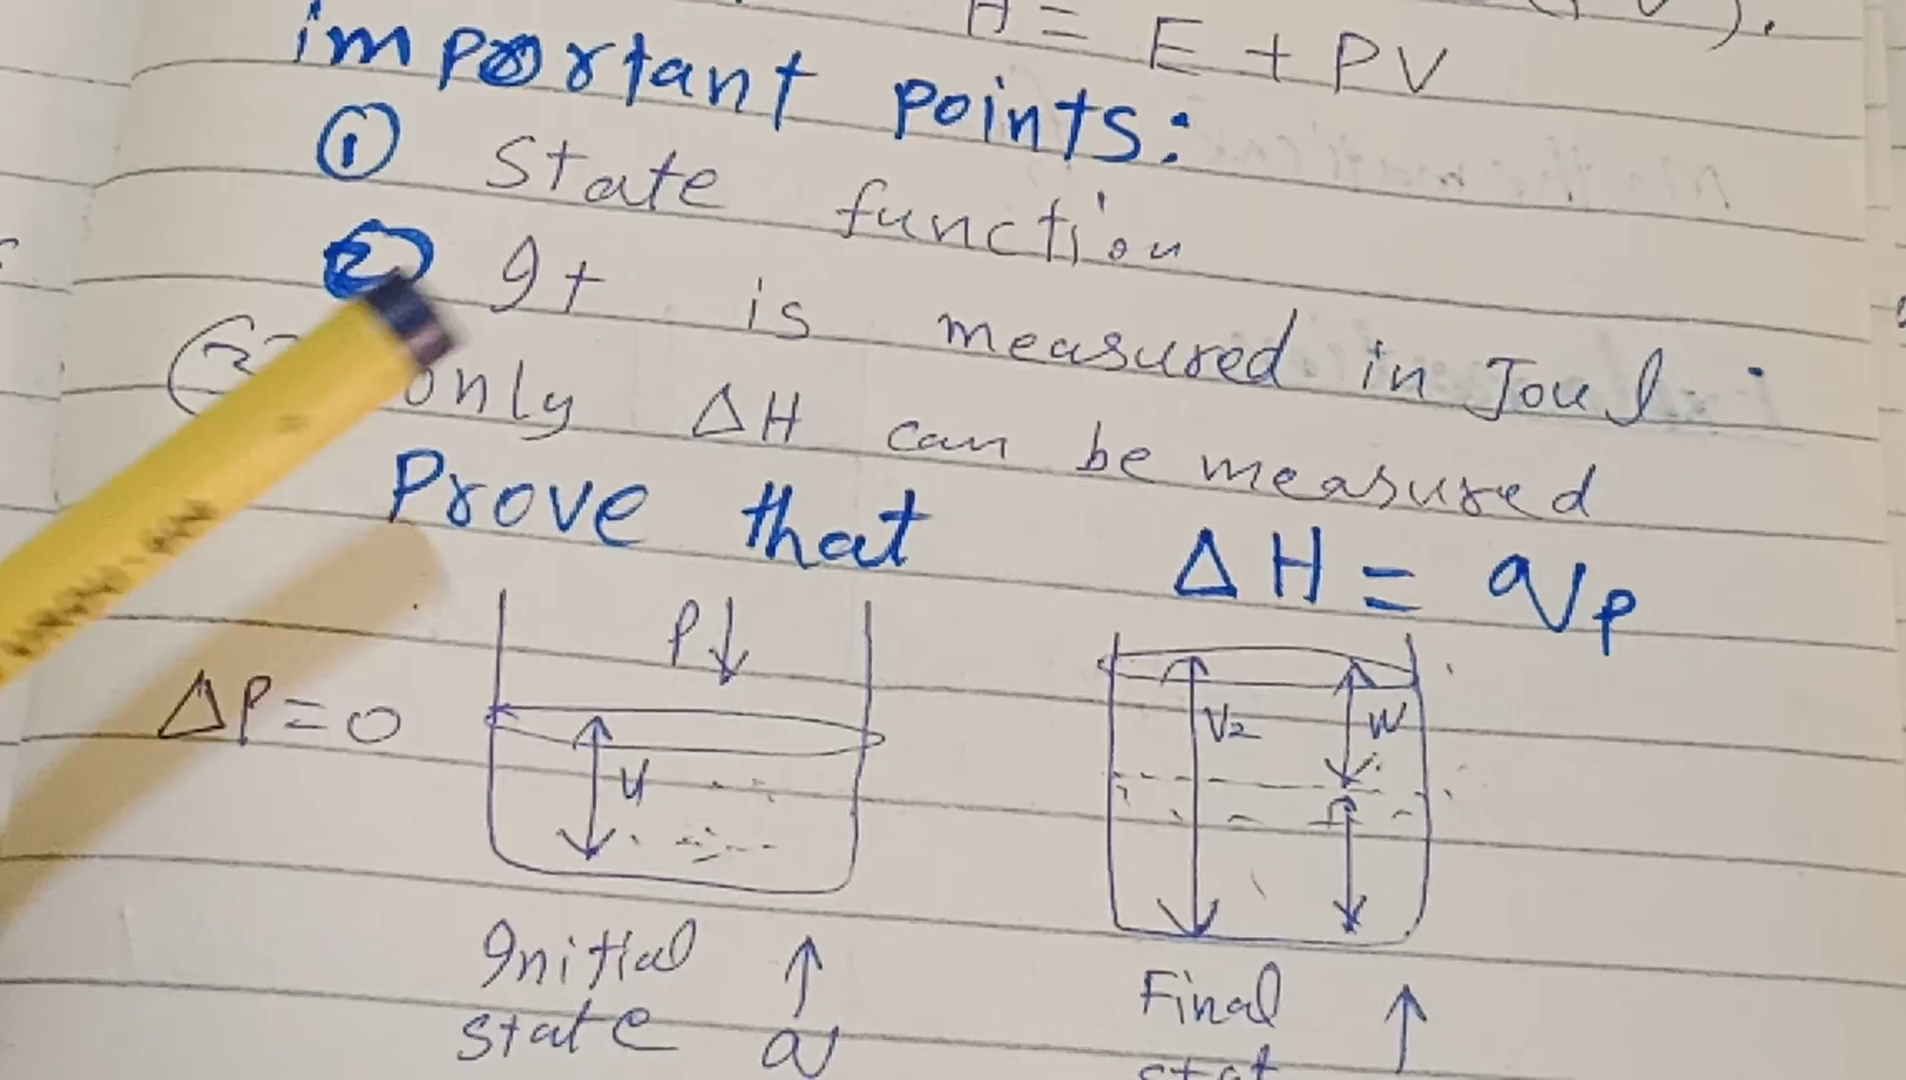 H = E + PV
important points:
① State function
② It is measured in Joul.
only ΔH can be measured
Prove that ΔH = qp
P↓
ΔP=0
V2 W
Initial ↑ Final ↑
state q stat